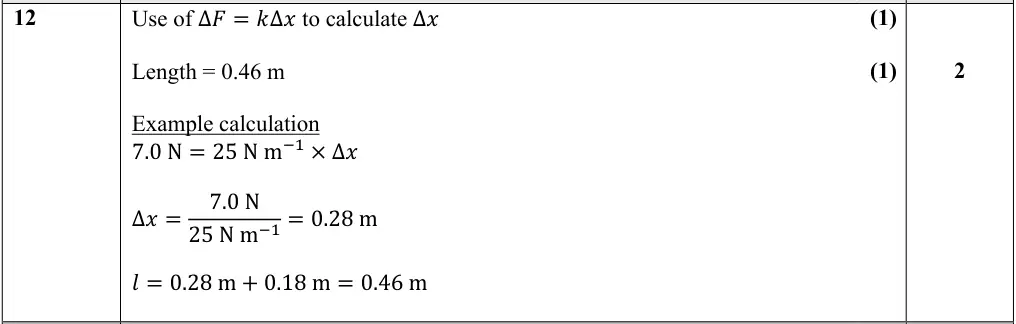 12 Use of Δ𝐹 = 𝑘Δ𝑥 to calculate Δ𝑥 (1)
Length = 0.46 m (1) 2
Example calculation
7.0 N = 25 N m⁻¹ × Δ𝑥
Δ𝑥 = 7.0 N / 25 N m⁻¹ = 0.28 m
𝑙 = 0.28 m + 0.18 m = 0.46 m